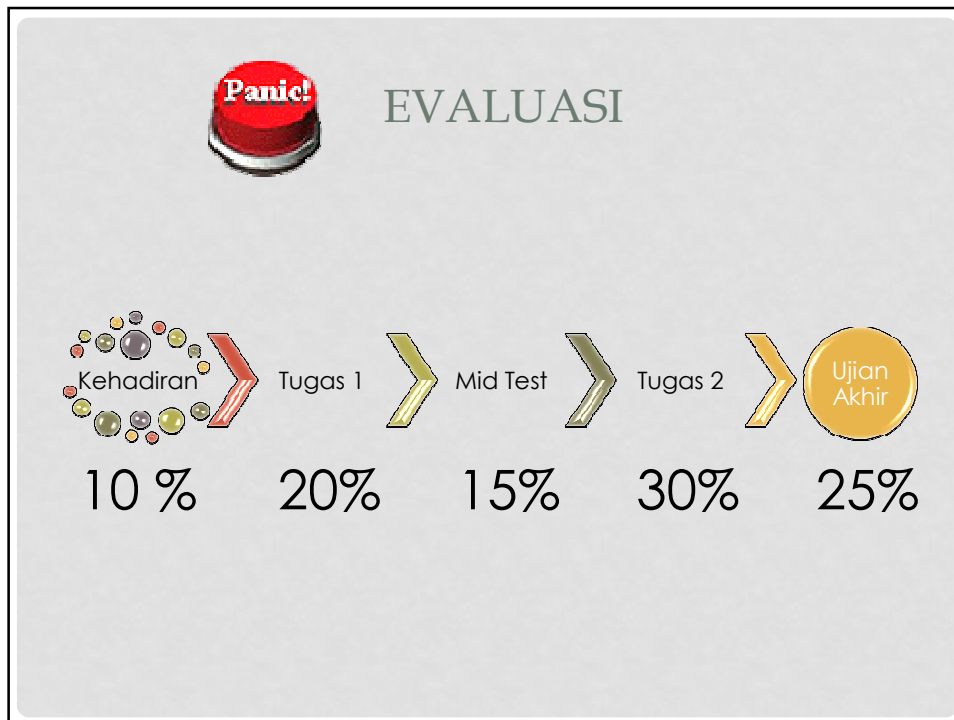 Panic!
EVALUASI
Kehadiran
Tugas 1
Mid Test
Tugas 2
Ujian
Akhir
10 %
20%
15%
30%
25%